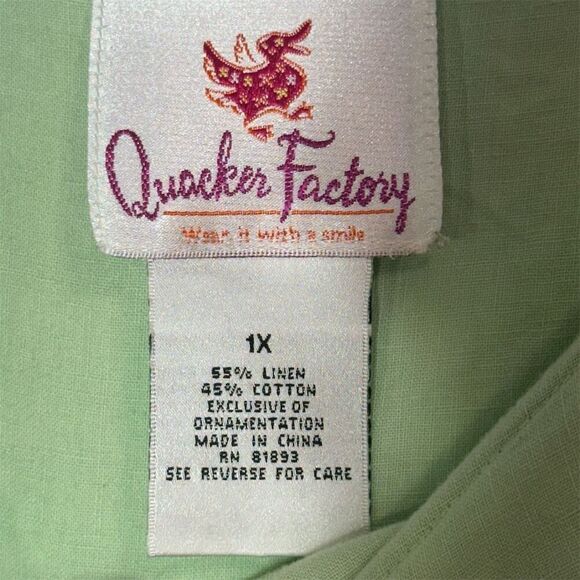 Quacker Factory
Wear it with a smile
1X
55% LINEN
45% COTTON
EXCLUSIVE OF
ORNAMENTATION
MADE IN CHINA
RN 81893
SEE REVERSE FOR CARE